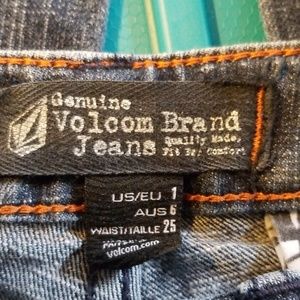 Genuine
Volcom Brand
Jeans
Quality Made,
Fit For Comfort
US/EU 1
AUS 6
WAIST/TAILLE 25
volcom.com